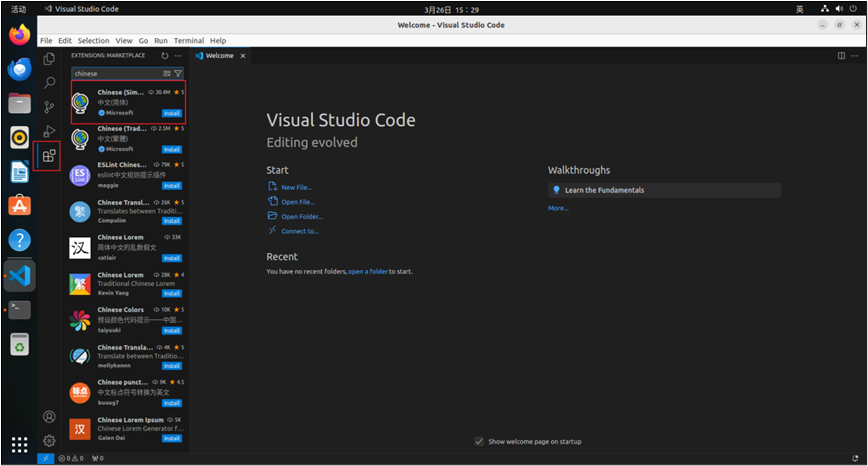 活动
Visual Studio Code
3月26日 15：29
英
Welcome - Visual Studio Code
File Edit Selection View Go Run Terminal Help
EXTENSIONS: MARKETPLACE
Welcome
chinese
Chinese (Sim... 30.4M 5
中文(简体)
Microsoft Install
Chinese (Trad... 2.5M 5
中文(繁體)
Microsoft Install
ES
Lint
ESLint Chines... 79K 5
eslint中文规则提示插件
maggie Install
繁
Chinese Transl... 26K 5
Translates between Traditi...
Compulim Install
汉
Chinese Lorem 33K
简体中文的乱数假文
catlair Install
繁
Chinese Lorem 28K 4
Traditional Chinese Lorem
Kevin Yang Install
Chinese Colors 10K 5
预设颜色代码提示——中国...
taiyuuki Install
Chinese Transla... 4K 5
Translate between Traditio...
mollykannn Install
标点
Chinese punct... 9K 4.5
中文标点符号转换为英文
buuug7 Install
汉
Chinese Lorem Ipsum 5K
Chinese Lorem Generator f...
Galen Dai Install
Visual Studio Code
Editing evolved
Start
New File...
Open File...
Open Folder...
Connect to...
Recent
You have no recent folders, open a folder to start.
Walkthroughs
Learn the Fundamentals
More...
Show welcome page on startup
0 0 0